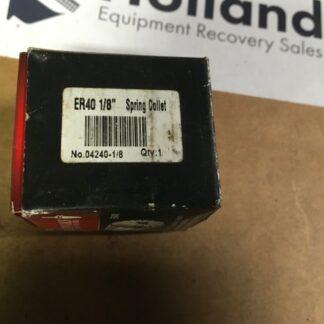 Holland
Equipment Recovery Sales
ER40 1/8" Spring Collet
No.04240-1/8 Qty:1